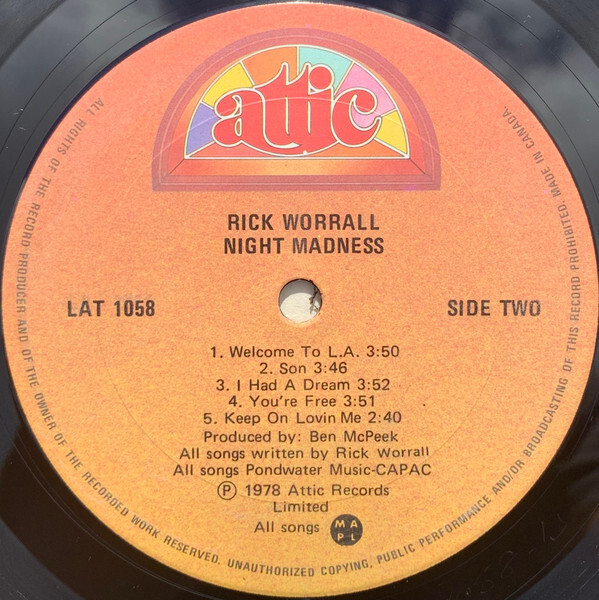 attic
RICK WORRALL
NIGHT MADNESS
LAT 1058
SIDE TWO
1. Welcome To L.A. 3:50
2. Son 3:46
3. I Had A Dream 3:52
4. You're Free 3:51
5. Keep On Lovin Me 2:40
Produced by: Ben McPeek
All songs written by Rick Worrall
All songs Pondwater Music-CAPAC
Ⓟ 1978 Attic Records
Limited
All songs M A P L
ALL RIGHTS OF THE RECORD PRODUCER AND OF THE OWNER OF THE RECORDED WORK RESERVED. UNAUTHORIZED COPYING, PUBLIC PERFORMANCE AND/OR BROADCASTING OF THIS RECORD PROHIBITED. MADE IN CANADA.